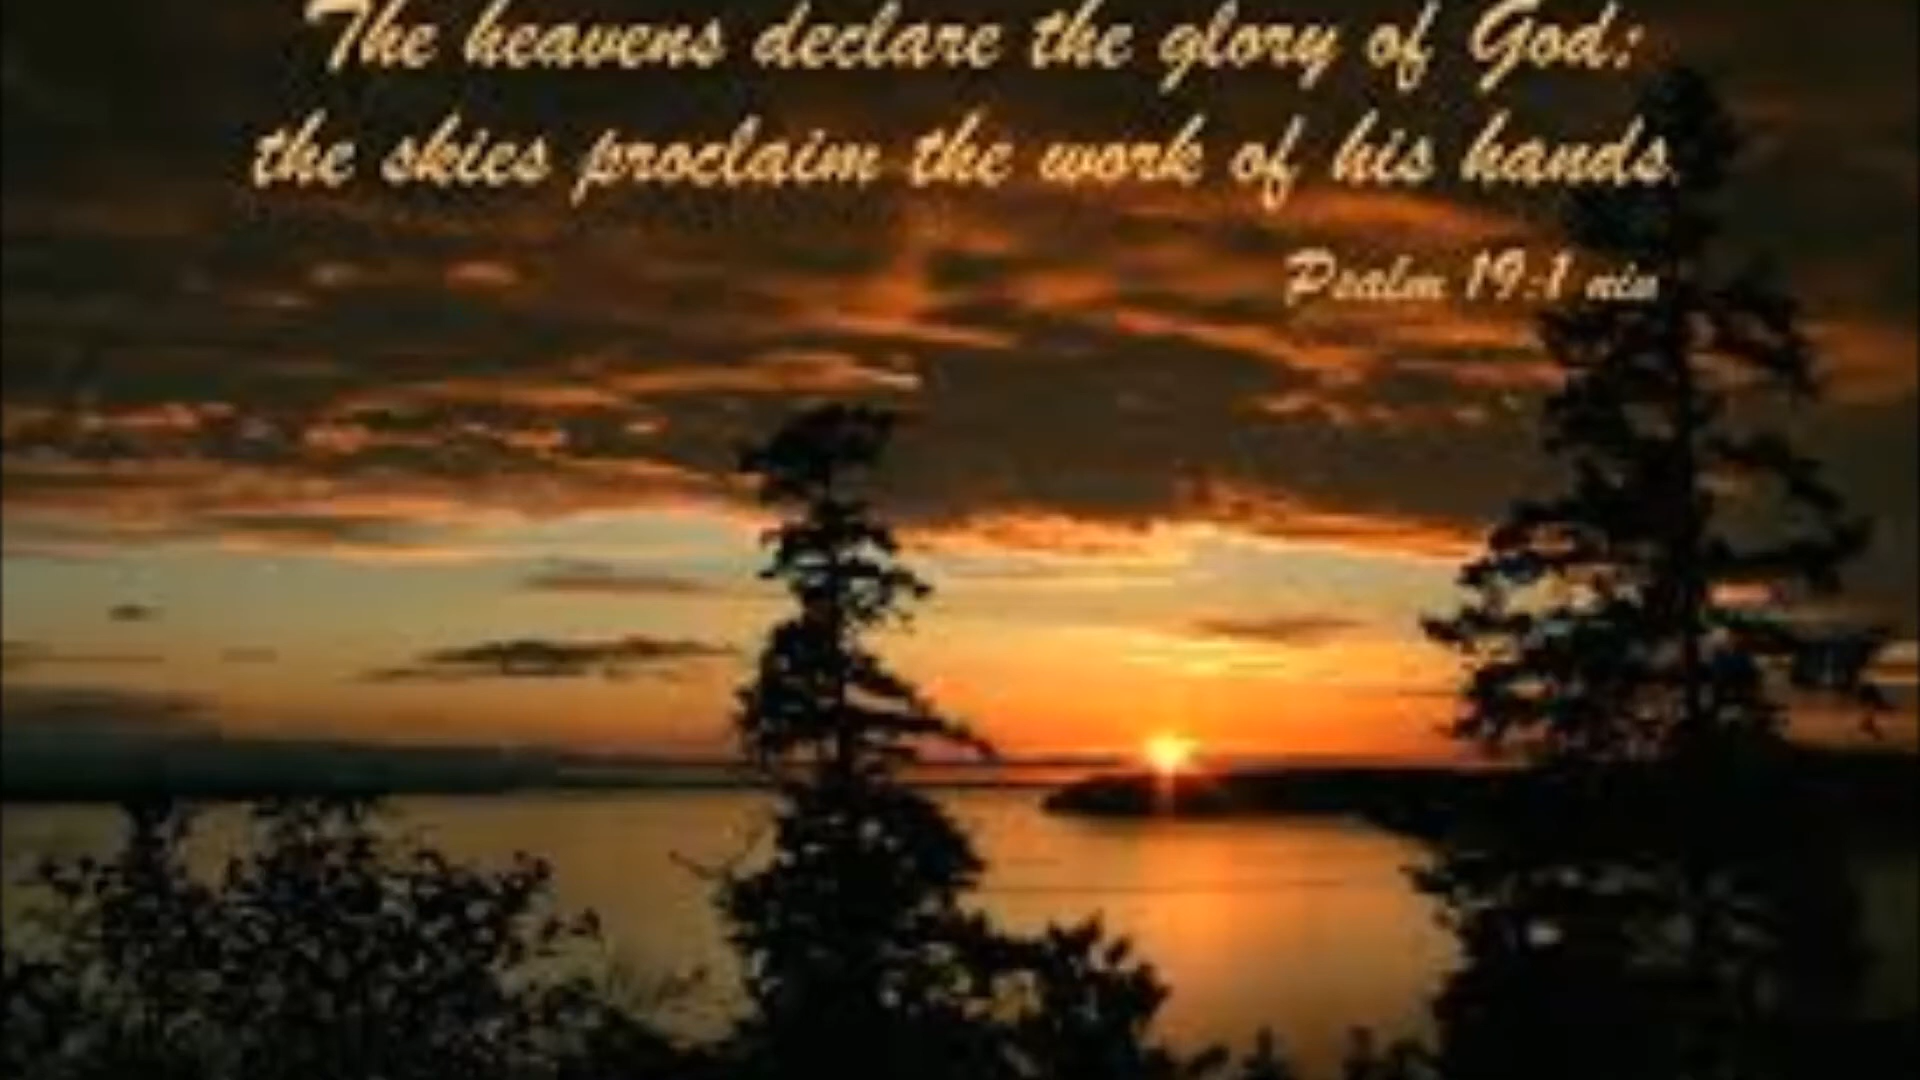 The heavens declare the glory of God;
the skies proclaim the work of his hands.
Psalm 19:1 niv